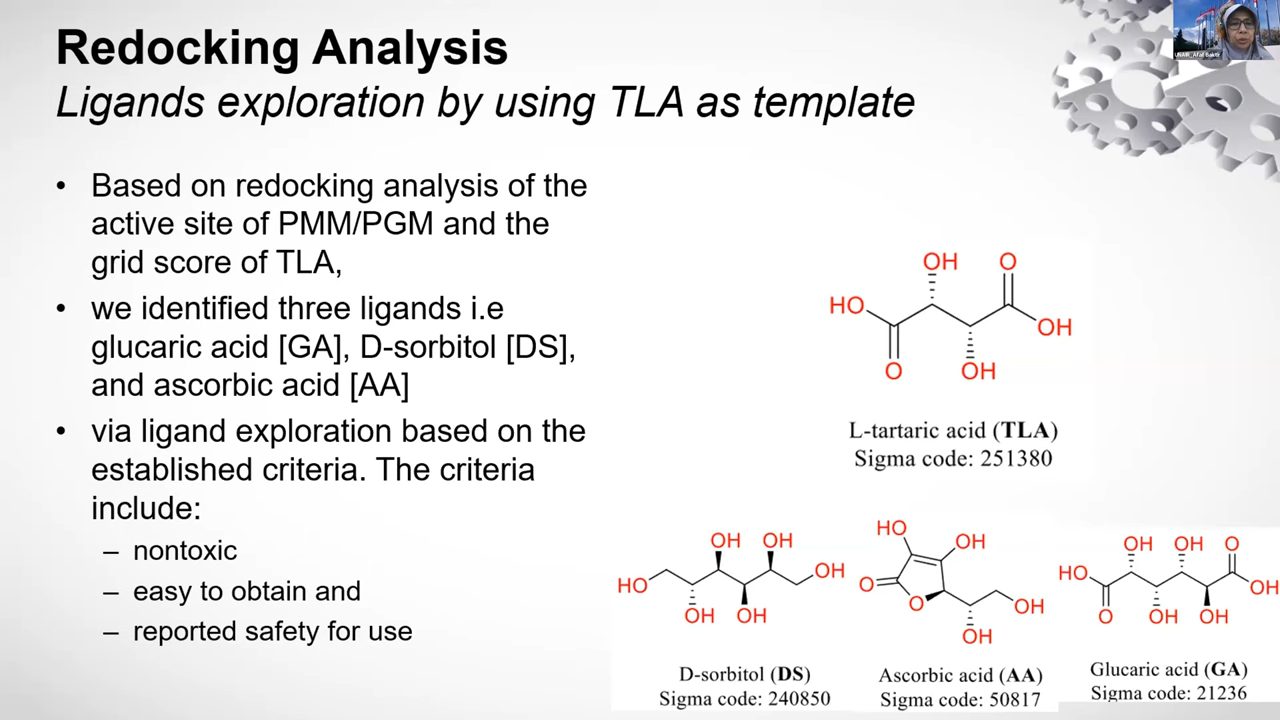 Redocking Analysis
Ligands exploration by using TLA as template
• Based on redocking analysis of the
active site of PMM/PGM and the
grid score of TLA,
• we identified three ligands i.e
glucaric acid [GA], D-sorbitol [DS],
and ascorbic acid [AA]
• via ligand exploration based on the
established criteria. The criteria
include:
– nontoxic
– easy to obtain and
– reported safety for use
OH O
HO
OH
O OH
L-tartaric acid (TLA)
Sigma code: 251380
OH OH
HO OH
OH OH
D-sorbitol (DS)
Sigma code: 240850
HO
OH
O
O OH
OH
Ascorbic acid (AA)
Sigma code: 50817
OH OH O
HO
OH
O OH OH
Glucaric acid (GA)
Sigma code: 21236
UNAIR_Afaf Baktir